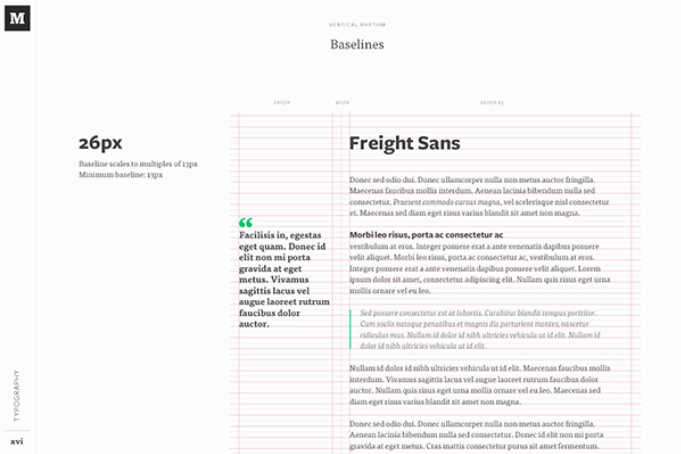 M
VERTICAL RHYTHM
Baselines
26px
Baseline scales to multiples of 13px
Minimum baseline: 13px
Freight Sans
Donec sed odio dui. Donec ullamcorper nulla non metus auctor fringilla.
Maecenas faucibus mollis interdum. Aenean lacinia bibendum nulla sed
consectetur. Praesent commodo cursus magna, vel scelerisque nisl consectetur
et. Maecenas sed diam eget risus varius blandit sit amet non magna.
“
Facilisis in, egestas
eget quam. Donec id
elit non mi porta
gravida at eget
metus. Vivamus
sagittis lacus vel
augue laoreet rutrum
faucibus dolor
auctor.
Morbi leo risus, porta ac consectetur ac
vestibulum at eros. Integer posuere erat a ante venenatis dapibus posuere
velit aliquet. Morbi leo risus, porta ac consectetur ac, vestibulum at eros.
Integer posuere erat a ante venenatis dapibus posuere velit aliquet. Lorem
ipsum dolor sit amet, consectetur adipiscing elit. Nullam quis risus eget urna
mollis ornare vel eu leo.
Sed posuere consectetur est at lobortis. Curabitur blandit tempus porttitor.
Cum sociis natoque penatibus et magnis dis parturient montes, nascetur
ridiculus mus. Nullam id dolor id nibh ultricies vehicula ut id elit. Nullam id
dolor id nibh ultricies vehicula ut id elit.
Nullam id dolor id nibh ultricies vehicula ut id elit. Maecenas faucibus mollis
interdum. Vivamus sagittis lacus vel augue laoreet rutrum faucibus dolor
auctor. Nullam quis risus eget urna mollis ornare vel eu leo. Maecenas sed
diam eget risus varius blandit sit amet non magna.
Donec sed odio dui. Donec ullamcorper nulla non metus auctor fringilla.
Aenean lacinia bibendum nulla sed consectetur. Donec id elit non mi porta
gravida at eget metus. Cras mattis consectetur purus sit amet fermentum.
TYPOGRAPHY
xvi